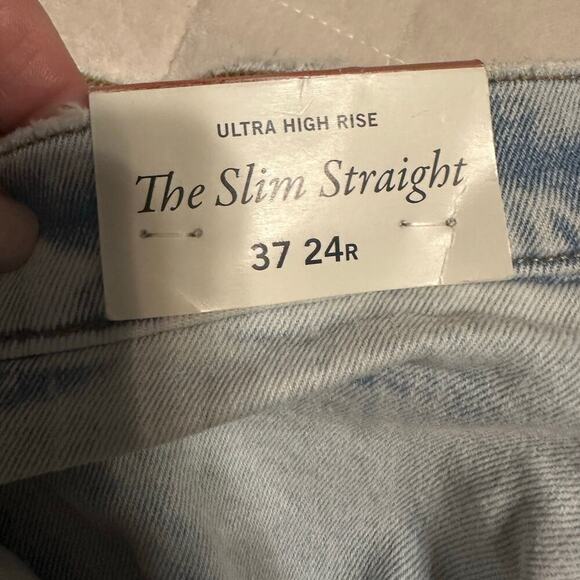 ULTRA HIGH RISE
The Slim Straight
37 24R